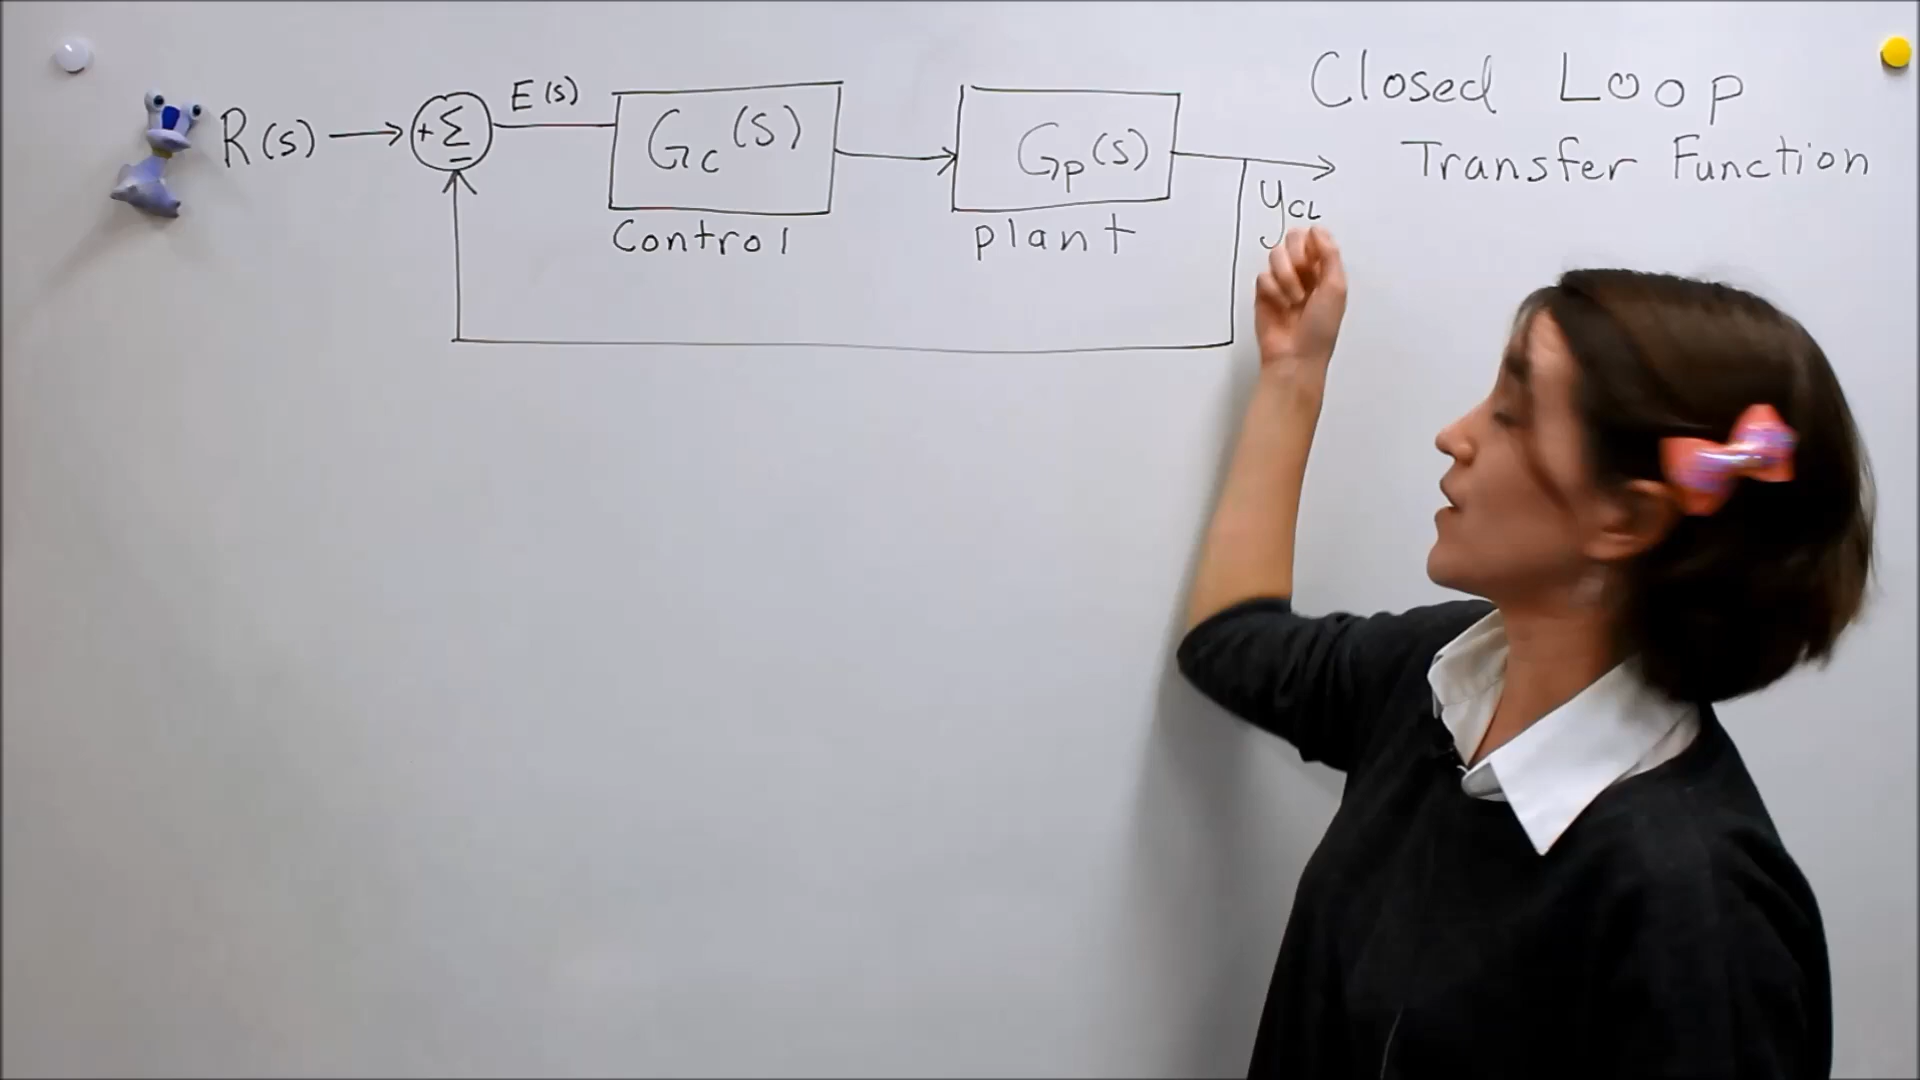 Closed Loop
Transfer Function
R(s) + Σ − E(s) Gc(s) Gp(s) yCL
Control plant